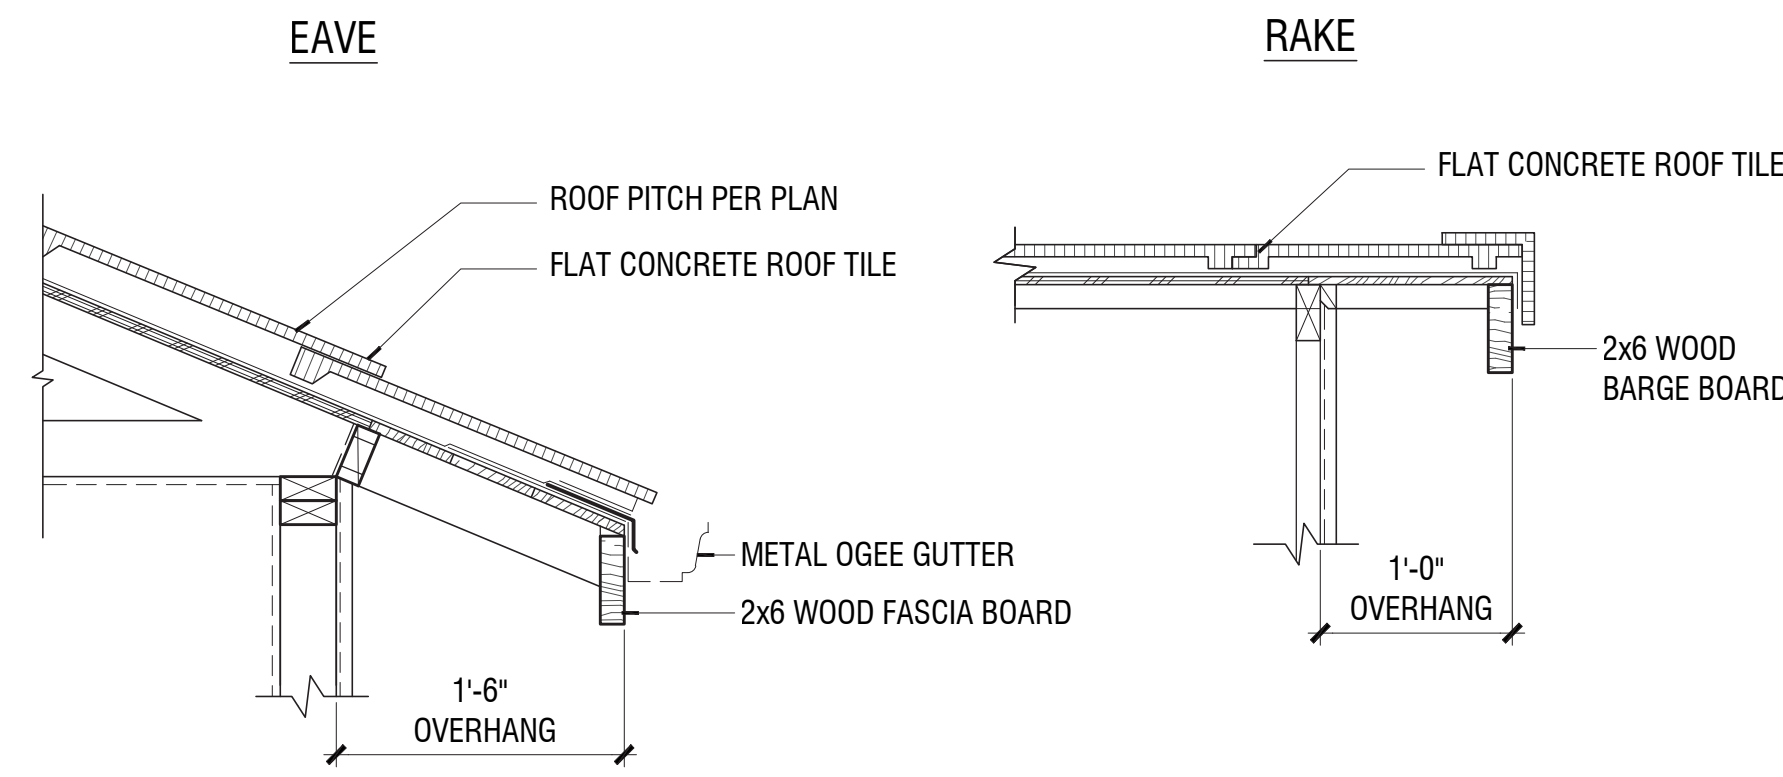 EAVE
ROOF PITCH PER PLAN
FLAT CONCRETE ROOF TILE
METAL OGEE GUTTER
2x6 WOOD FASCIA BOARD
1'-6"
OVERHANG
RAKE
FLAT CONCRETE ROOF TILE
2x6 WOOD
BARGE BOARD
1'-0"
OVERHANG